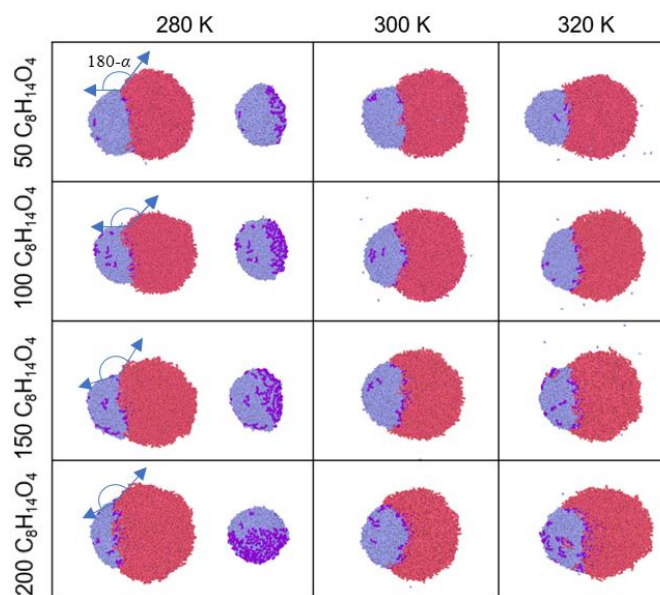 280 K
300 K
320 K
50 C₈H₁₄O₄
180-α
100 C₈H₁₄O₄
150 C₈H₁₄O₄
200 C₈H₁₄O₄